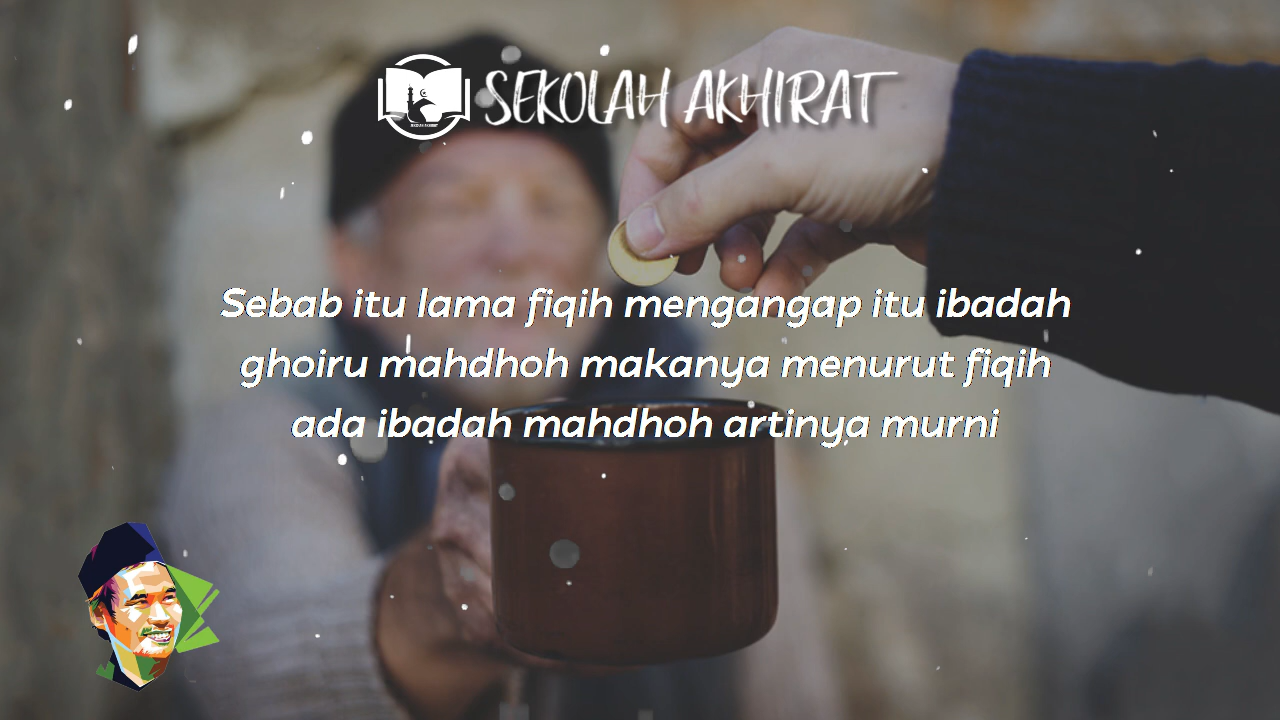 SEKOLAH AKHIRAT
Sebab itu lama fiqih mengangap itu ibadah
ghoiru mahdhoh makanya menurut fiqih
ada ibadah mahdhoh artinya murni